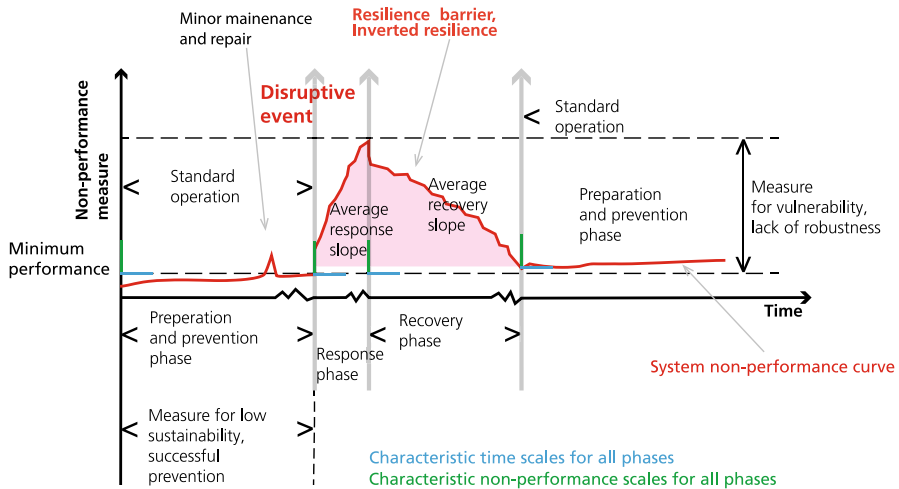 Minor mainenance
and repair
Resilience barrier,
Inverted resilience
Disruptive
event
Standard
operation
Non-performance
measure
Standard
operation
Average
response
slope
Average
recovery
slope
Preparation
and prevention
phase
Measure
for vulnerability,
lack of robustness
Minimum
performance
Time
Preperation
and prevention
phase
Response
phase
Recovery
phase
System non-performance curve
Measure for low
sustainability,
successful
prevention
Characteristic time scales for all phases
Characteristic non-performance scales for all phases